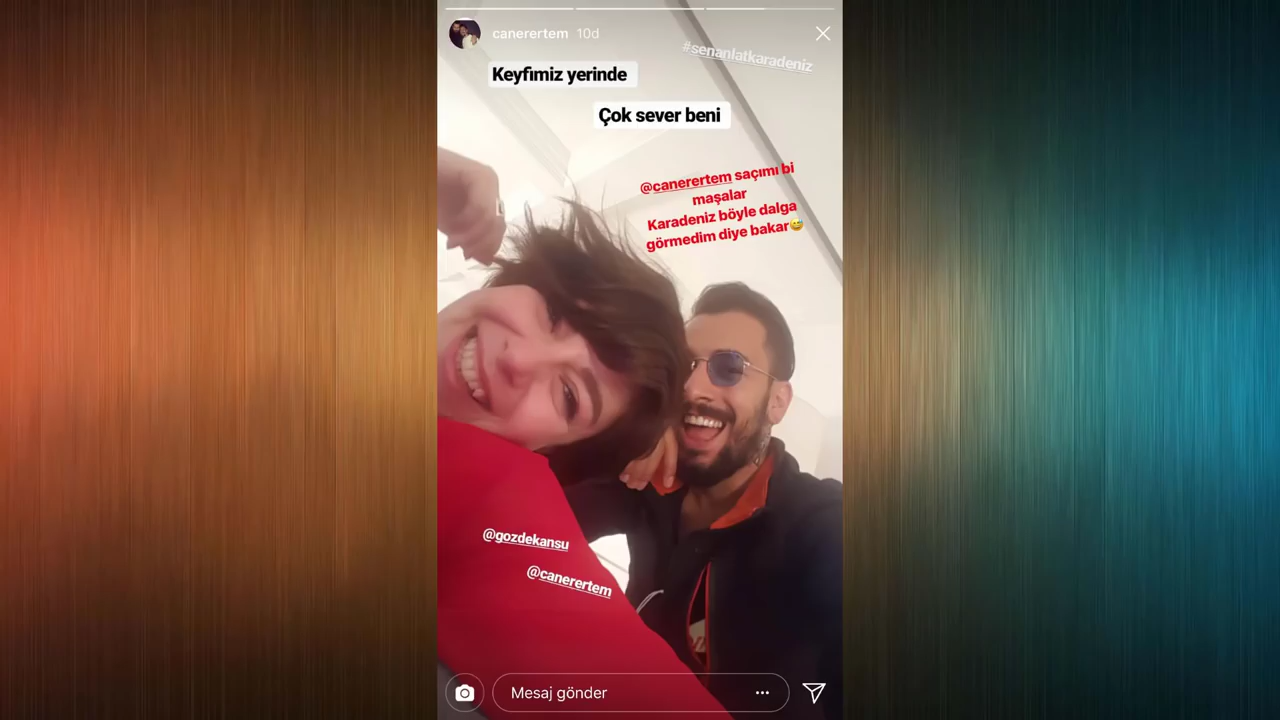 canerertem 10d
#senanlatkaradeniz
Keyfimiz yerinde
Çok sever beni
@canerertem saçımı bi
maşalar
Karadeniz böyle dalga
görmedim diye bakar😅
@gozdekansu
@canerertem
Mesaj gönder